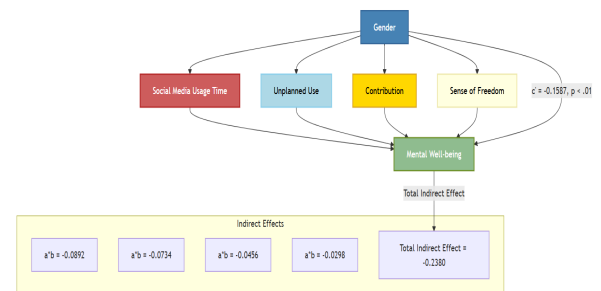 Gender
Social Media Usage Time
Unplanned Use
Contribution
Sense of Freedom
c' = -0.1587, p < .01
Mental Well-being
Total Indirect Effect
Indirect Effects
a*b = -0.0892
a*b = -0.0734
a*b = -0.0456
a*b = -0.0298
Total Indirect Effect =
-0.2380